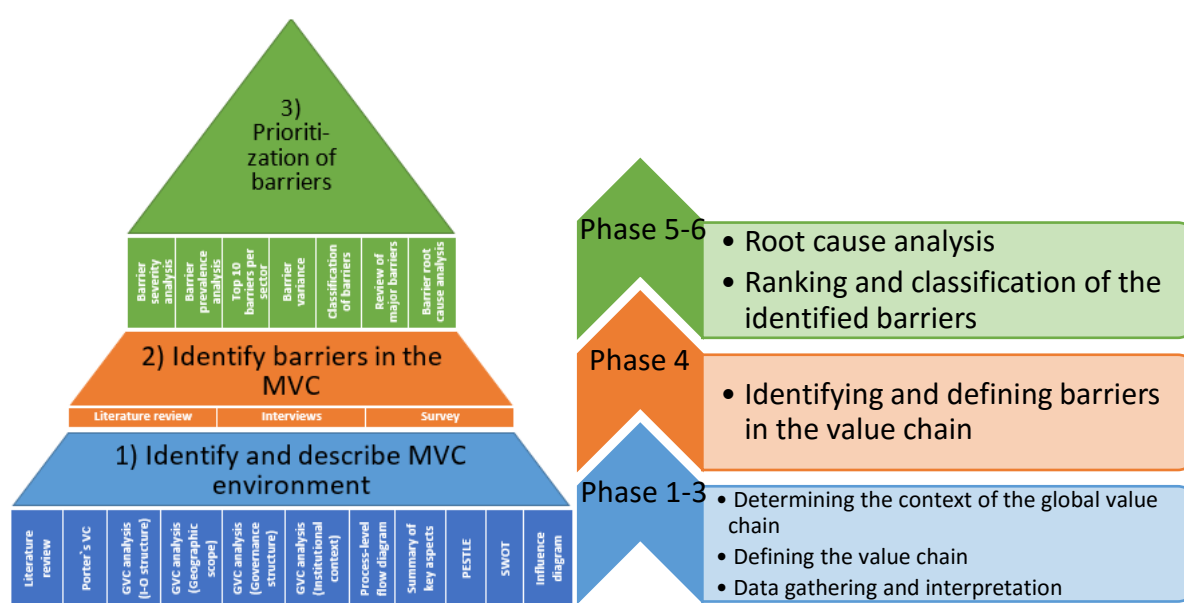 3)
Prioriti-
zation of
barriers
Barrier
severity
analysis
Barrier
prevalence
analysis
Top 10
barriers per
sector
Barrier
variance
Classification
of barriers
Review of
major barriers
Barrier root
cause analysis
2) Identify barriers in the
MVC
Literature review
Interviews
Survey
1) Identify and describe MVC
environment
Literature
review
Porter`s VC
GVC analysis
(I-O structure)
GVC analysis
(Geographic
scope)
GVC analysis
(Governance
structure)
GVC analysis
(Institutional
context)
Process-level
flow diagram
Summary of
key aspects
PESTLE
SWOT
Influence
diagram
Phase 5-6
• Root cause analysis
• Ranking and classification of the
identified barriers
Phase 4
• Identifying and defining barriers
in the value chain
Phase 1-3
• Determining the context of the global value
chain
• Defining the value chain
• Data gathering and interpretation